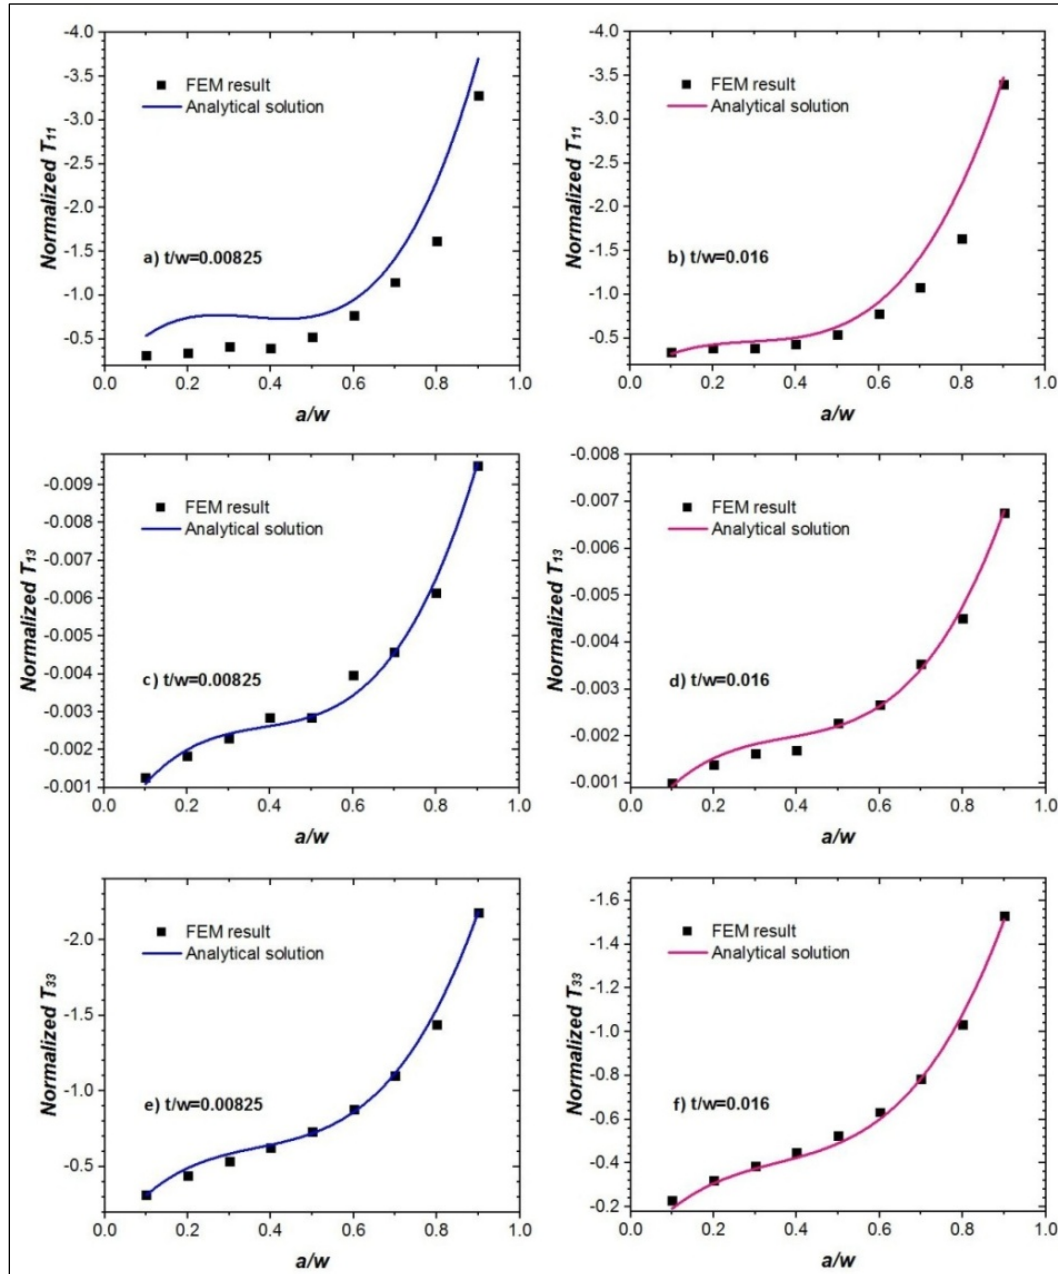 -4.0
-3.5
-3.0
-2.5
-2.0
-1.5
-1.0
-0.5
Normalized T11
FEM result
Analytical solution
a) t/w=0.00825
0.0 0.2 0.4 0.6 0.8 1.0
a/w
-4.0
-3.5
-3.0
-2.5
-2.0
-1.5
-1.0
-0.5
Normalized T11
FEM result
Analytical solution
b) t/w=0.016
0.0 0.2 0.4 0.6 0.8 1.0
a/w
-0.009
-0.008
-0.007
-0.006
-0.005
-0.004
-0.003
-0.002
-0.001
Normalized T13
FEM result
Analytical solution
c) t/w=0.00825
0.0 0.2 0.4 0.6 0.8 1.0
a/w
-0.008
-0.007
-0.006
-0.005
-0.004
-0.003
-0.002
-0.001
Normalized T13
FEM result
Analytical solution
d) t/w=0.016
0.0 0.2 0.4 0.6 0.8 1.0
a/w
-2.0
-1.5
-1.0
-0.5
Normalized T33
FEM result
Analytical solution
e) t/w=0.00825
0.0 0.2 0.4 0.6 0.8 1.0
a/w
-1.6
-1.4
-1.2
-1.0
-0.8
-0.6
-0.4
-0.2
Normalized T33
FEM result
Analytical solution
f) t/w=0.016
0.0 0.2 0.4 0.6 0.8 1.0
a/w